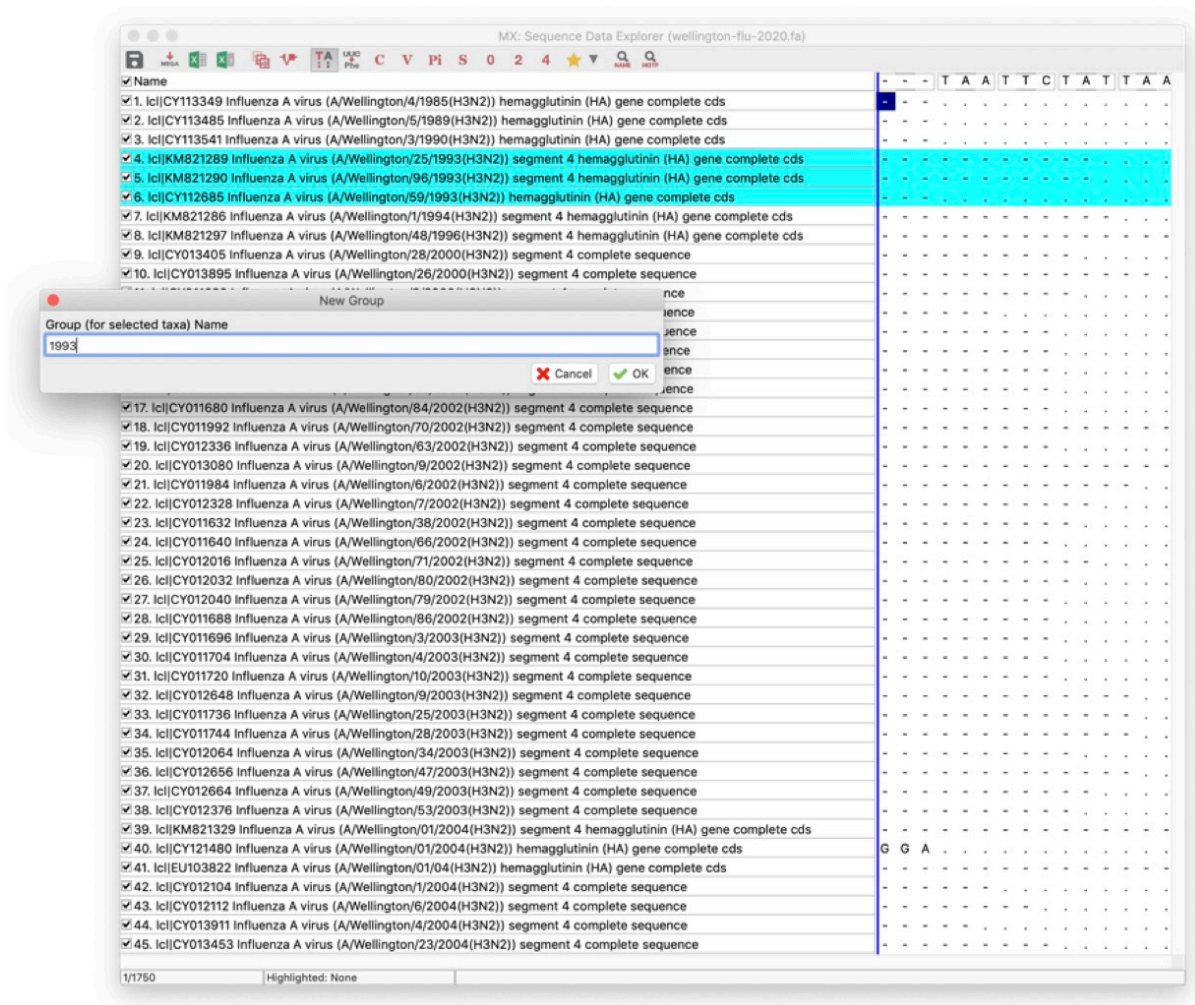 MX: Sequence Data Explorer (wellington-flu-2020.fa)
MEGA X X TA UUC Phe C V Pi S 0 2 4 NAME MOTIF
Name - - - T A A T T C T A T T A A
1. lcl|CY113349 Influenza A virus (A/Wellington/4/1985(H3N2)) hemagglutinin (HA) gene complete cds
2. lcl|CY113485 Influenza A virus (A/Wellington/5/1989(H3N2)) hemagglutinin (HA) gene complete cds
3. lcl|CY113541 Influenza A virus (A/Wellington/3/1990(H3N2)) hemagglutinin (HA) gene complete cds
4. lcl|KM821289 Influenza A virus (A/Wellington/25/1993(H3N2)) segment 4 hemagglutinin (HA) gene complete cds
5. lcl|KM821290 Influenza A virus (A/Wellington/96/1993(H3N2)) segment 4 hemagglutinin (HA) gene complete cds
6. lcl|CY112685 Influenza A virus (A/Wellington/59/1993(H3N2)) hemagglutinin (HA) gene complete cds
7. lcl|KM821286 Influenza A virus (A/Wellington/1/1994(H3N2)) segment 4 hemagglutinin (HA) gene complete cds
8. lcl|KM821297 Influenza A virus (A/Wellington/48/1996(H3N2)) segment 4 hemagglutinin (HA) gene complete cds
9. lcl|CY013405 Influenza A virus (A/Wellington/28/2000(H3N2)) segment 4 complete sequence
10. lcl|CY013895 Influenza A virus (A/Wellington/26/2000(H3N2)) segment 4 complete sequence
New Group
Group (for selected taxa) Name
1993
Cancel OK
17. lcl|CY011680 Influenza A virus (A/Wellington/84/2002(H3N2)) segment 4 complete sequence
18. lcl|CY011992 Influenza A virus (A/Wellington/70/2002(H3N2)) segment 4 complete sequence
19. lcl|CY012336 Influenza A virus (A/Wellington/63/2002(H3N2)) segment 4 complete sequence
20. lcl|CY013080 Influenza A virus (A/Wellington/9/2002(H3N2)) segment 4 complete sequence
21. lcl|CY011984 Influenza A virus (A/Wellington/6/2002(H3N2)) segment 4 complete sequence
22. lcl|CY012328 Influenza A virus (A/Wellington/7/2002(H3N2)) segment 4 complete sequence
23. lcl|CY011632 Influenza A virus (A/Wellington/38/2002(H3N2)) segment 4 complete sequence
24. lcl|CY011640 Influenza A virus (A/Wellington/66/2002(H3N2)) segment 4 complete sequence
25. lcl|CY012016 Influenza A virus (A/Wellington/71/2002(H3N2)) segment 4 complete sequence
26. lcl|CY012032 Influenza A virus (A/Wellington/80/2002(H3N2)) segment 4 complete sequence
27. lcl|CY012040 Influenza A virus (A/Wellington/79/2002(H3N2)) segment 4 complete sequence
28. lcl|CY011688 Influenza A virus (A/Wellington/86/2002(H3N2)) segment 4 complete sequence
29. lcl|CY011696 Influenza A virus (A/Wellington/3/2003(H3N2)) segment 4 complete sequence
30. lcl|CY011704 Influenza A virus (A/Wellington/4/2003(H3N2)) segment 4 complete sequence
31. lcl|CY011720 Influenza A virus (A/Wellington/10/2003(H3N2)) segment 4 complete sequence
32. lcl|CY012648 Influenza A virus (A/Wellington/9/2003(H3N2)) segment 4 complete sequence
33. lcl|CY011736 Influenza A virus (A/Wellington/25/2003(H3N2)) segment 4 complete sequence
34. lcl|CY011744 Influenza A virus (A/Wellington/28/2003(H3N2)) segment 4 complete sequence
35. lcl|CY012064 Influenza A virus (A/Wellington/34/2003(H3N2)) segment 4 complete sequence
36. lcl|CY012656 Influenza A virus (A/Wellington/47/2003(H3N2)) segment 4 complete sequence
37. lcl|CY012664 Influenza A virus (A/Wellington/49/2003(H3N2)) segment 4 complete sequence
38. lcl|CY012376 Influenza A virus (A/Wellington/53/2003(H3N2)) segment 4 complete sequence
39. lcl|KM821329 Influenza A virus (A/Wellington/01/2004(H3N2)) segment 4 hemagglutinin (HA) gene complete cds
40. lcl|CY121480 Influenza A virus (A/Wellington/01/2004(H3N2)) hemagglutinin (HA) gene complete cds G G A
41. lcl|EU103822 Influenza A virus (A/Wellington/01/04(H3N2)) hemagglutinin (HA) gene complete cds
42. lcl|CY012104 Influenza A virus (A/Wellington/1/2004(H3N2)) segment 4 complete sequence
43. lcl|CY012112 Influenza A virus (A/Wellington/6/2004(H3N2)) segment 4 complete sequence
44. lcl|CY013911 Influenza A virus (A/Wellington/4/2004(H3N2)) segment 4 complete sequence
45. lcl|CY013453 Influenza A virus (A/Wellington/23/2004(H3N2)) segment 4 complete sequence
1/1750 Highlighted: None